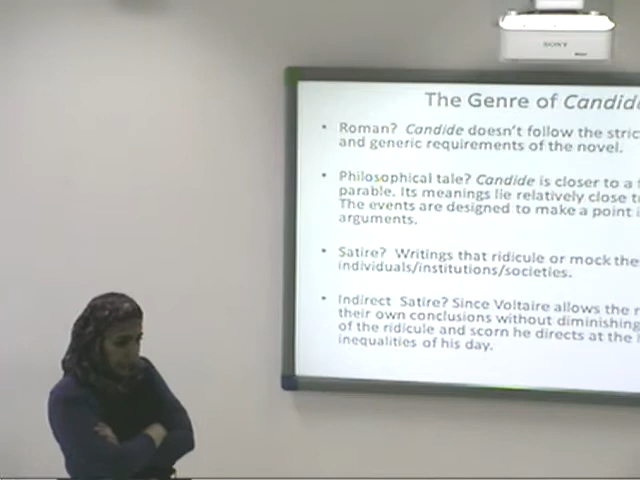 SONY
The Genre of Candid
• Roman? Candide doesn't follow the stric
and generic requirements of the novel.
• Philosophical tale? Candide is closer to a
parable. Its meanings lie relatively close t
The events are designed to make a point i
arguments.
• Satire? Writings that ridicule or mock the
individuals/institutions/societies.
• Indirect Satire? Since Voltaire allows the r
their own conclusions without diminishing
of the ridicule and scorn he directs at the
inequalities of his day.